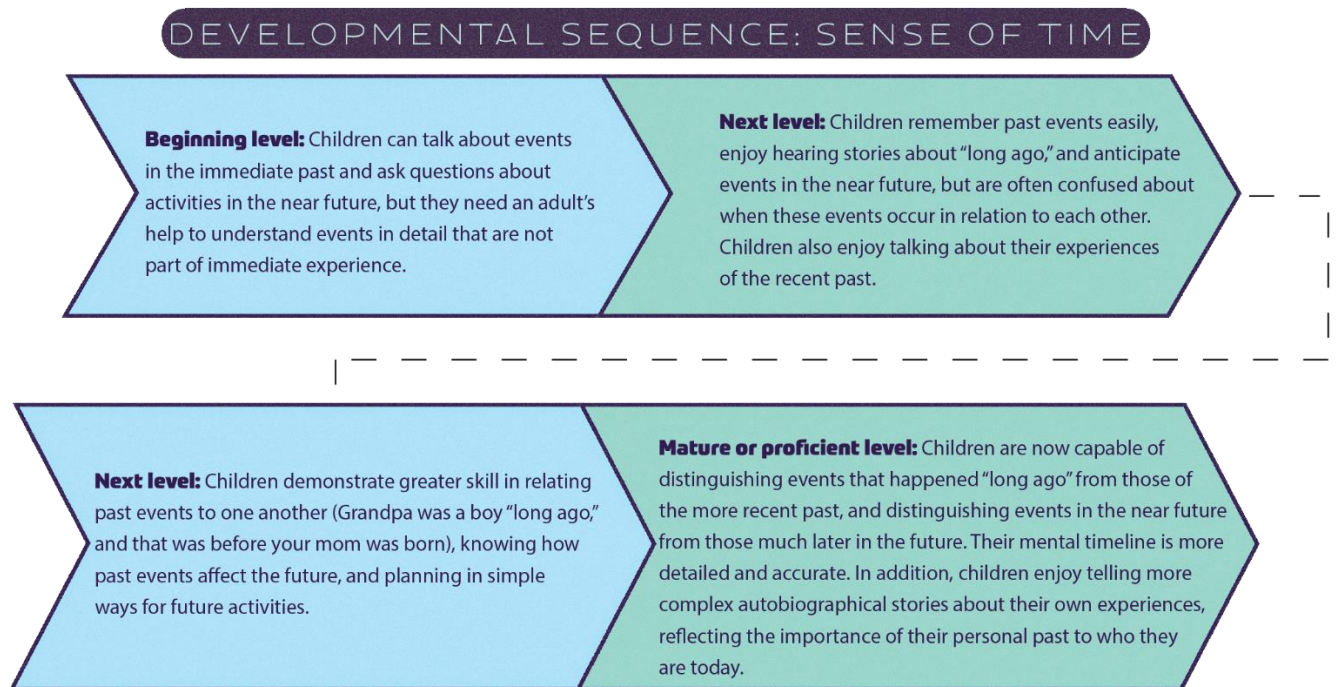 DEVELOPMENTAL SEQUENCE: SENSE OF TIME
Beginning level: Children can talk about events
in the immediate past and ask questions about
activities in the near future, but they need an adult’s
help to understand events in detail that are not
part of immediate experience.
Next level: Children remember past events easily,
enjoy hearing stories about “long ago,” and anticipate
events in the near future, but are often confused about
when these events occur in relation to each other.
Children also enjoy talking about their experiences
of the recent past.
Next level: Children demonstrate greater skill in relating
past events to one another (Grandpa was a boy “long ago,”
and that was before your mom was born), knowing how
past events affect the future, and planning in simple
ways for future activities.
Mature or proficient level: Children are now capable of
distinguishing events that happened “long ago” from those of
the more recent past, and distinguishing events in the near future
from those much later in the future. Their mental timeline is more
detailed and accurate. In addition, children enjoy telling more
complex autobiographical stories about their own experiences,
reflecting the importance of their personal past to who they
are today.